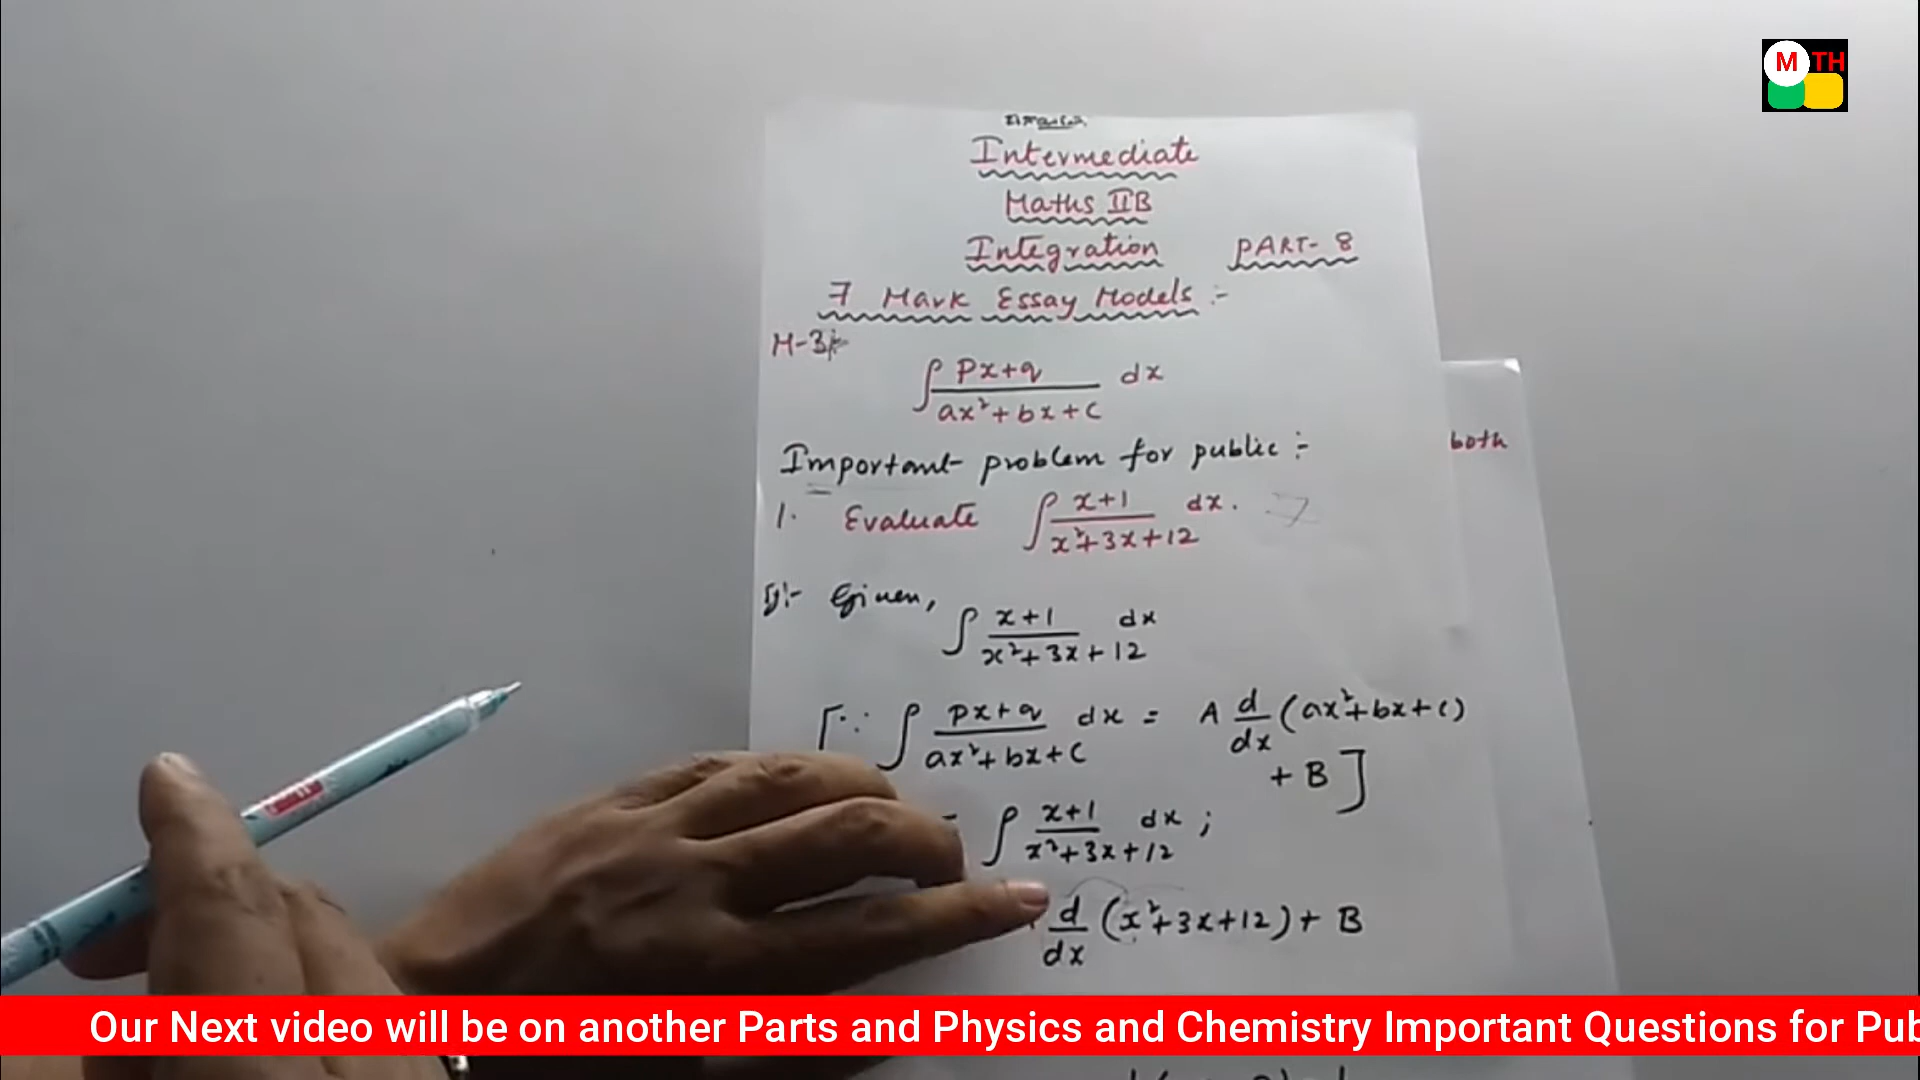 M TH
Intermediate
Maths IIB
Integration PART- 8
7 Mark Essay Models :-
M-3:-
∫ Px+q / ax²+bx+c dx
Important problem for public :-
both
1. Evaluate ∫ x+1 / x²+3x+12 dx.
Given,
∫ x+1 / x²+3x+12 dx
[∵ ∫ px+q / ax²+bx+c dx = A d/dx (ax²+bx+c)
+ B]
= ∫ x+1 / x²+3x+12 dx ;
d/dx (x²+3x+12) + B
Our Next video will be on another Parts and Physics and Chemistry Important Questions for Pub